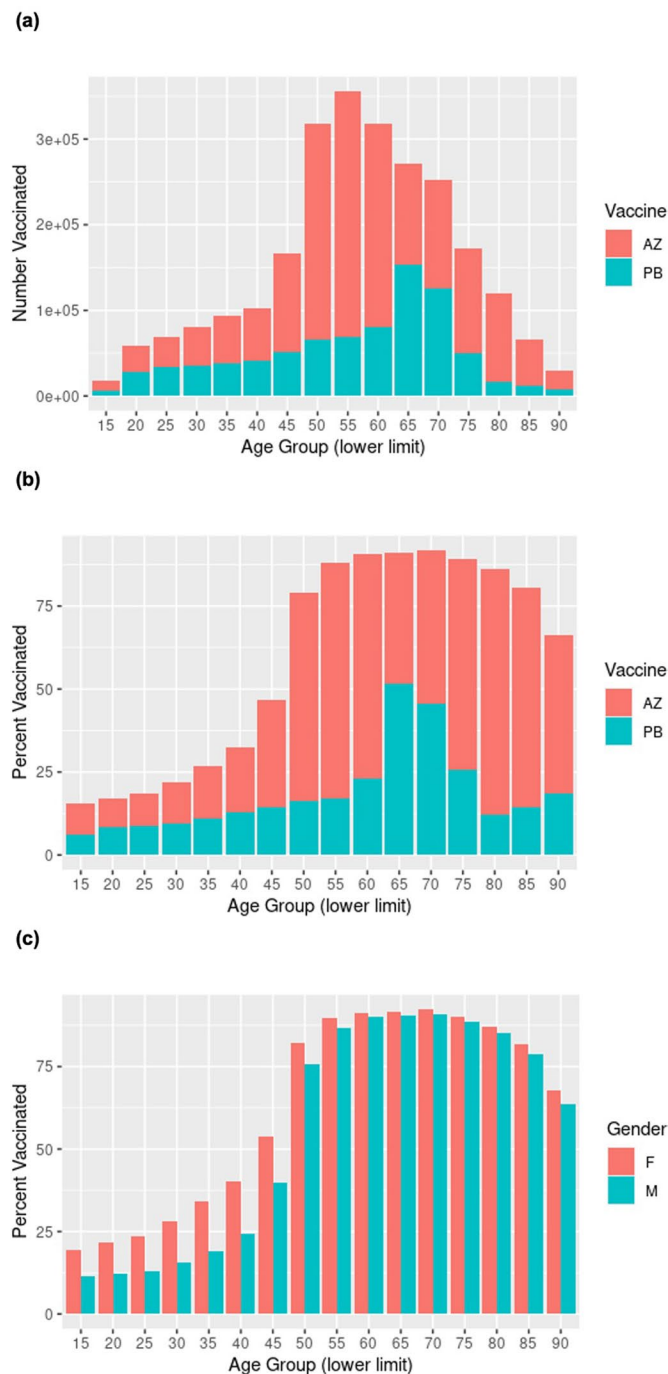 (a)
Number Vaccinated
3e+05
2e+05
1e+05
0e+00
15 20 25 30 35 40 45 50 55 60 65 70 75 80 85 90
Age Group (lower limit)
Vaccine
AZ
PB
(b)
Percent Vaccinated
75
50
25
0
15 20 25 30 35 40 45 50 55 60 65 70 75 80 85 90
Age Group (lower limit)
Vaccine
AZ
PB
(c)
Percent Vaccinated
75
50
25
0
15 20 25 30 35 40 45 50 55 60 65 70 75 80 85 90
Age Group (lower limit)
Gender
F
M